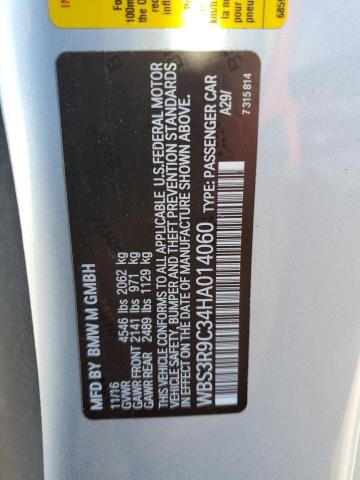 MFD BY BMW M GMBH
11/16
GVWR 4546 lbs 2062 kg
GAWR FRONT 2141 lbs 971 kg
GAWR REAR 2489 lbs 1129 kg
THIS VEHICLE CONFORMS TO ALL APPLICABLE U.S.FEDERAL MOTOR
VEHICLE SAFETY, BUMPER AND THEFT PREVENTION STANDARDS
IN EFFECT ON THE DATE OF MANUFACTURE SHOWN ABOVE.
WBS3R9C34HA014060 TYPE: PASSENGER CAR
A29/
7 315 814